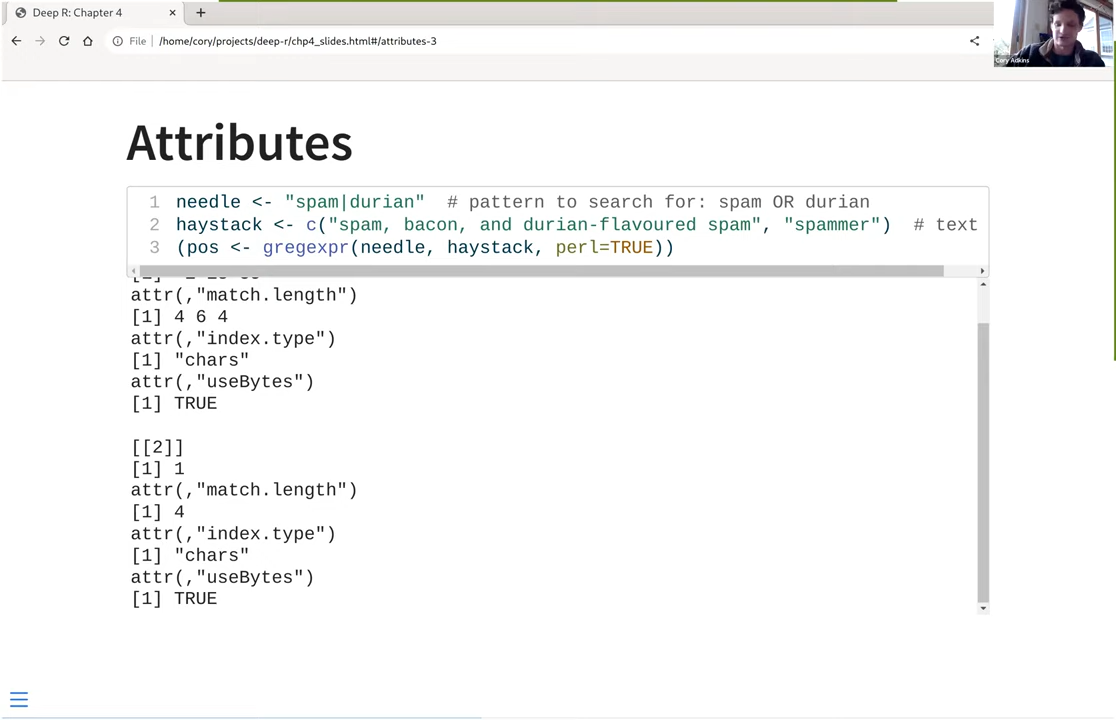 Deep R: Chapter 4
File | /home/cory/projects/deep-r/chp4_slides.html#/attributes-3
Cory Adkins
Attributes
1 needle <- "spam|durian" # pattern to search for: spam OR durian
2 haystack <- c("spam, bacon, and durian-flavoured spam", "spammer") # text
3 (pos <- gregexpr(needle, haystack, perl=TRUE))
attr(,"match.length")
[1] 4 6 4
attr(,"index.type")
[1] "chars"
attr(,"useBytes")
[1] TRUE
[[2]]
[1] 1
attr(,"match.length")
[1] 4
attr(,"index.type")
[1] "chars"
attr(,"useBytes")
[1] TRUE